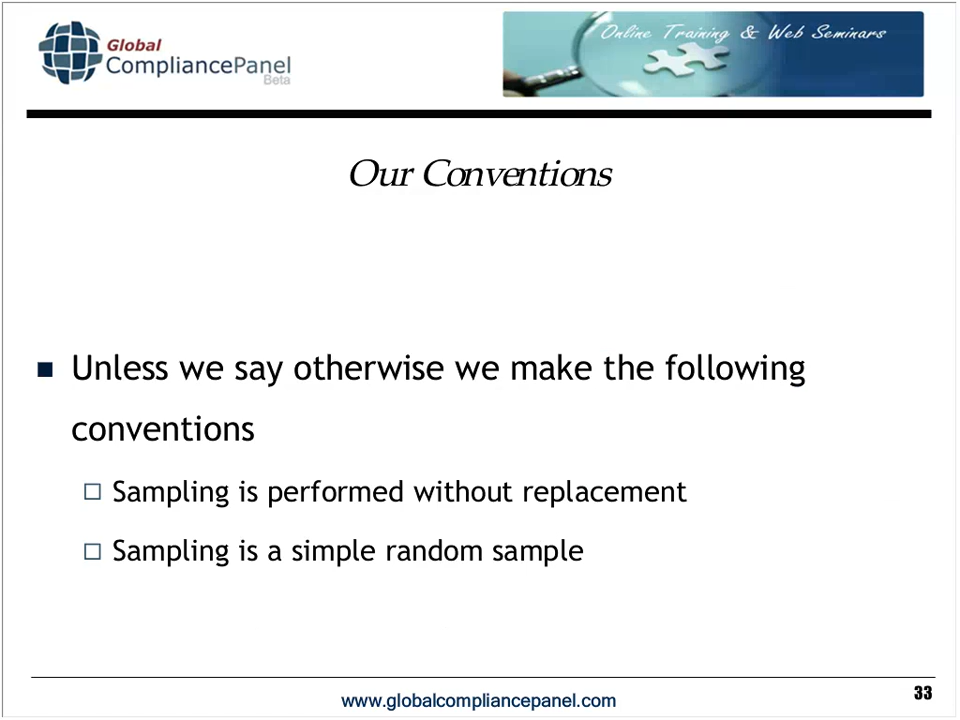 Global
CompliancePanel
Beta
Online Training & Web Seminars
Our Conventions
Unless we say otherwise we make the following
conventions
Sampling is performed without replacement
Sampling is a simple random sample
www.globalcompliancepanel.com
33